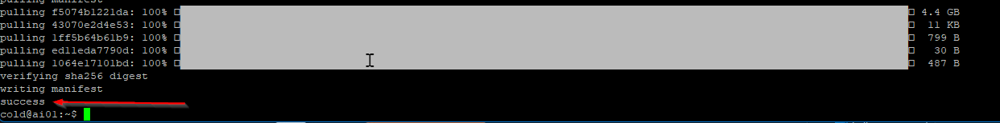 pulling manifest
pulling f5074b1221da: 100% 4.4 GB
pulling 43070e2d4e53: 100% 11 KB
pulling 1ff5b64b61b9: 100% 799 B
pulling ed11eda7790d: 100% 30 B
pulling 1064e17101bd: 100% 487 B
verifying sha256 digest
writing manifest
success
cold@ai01:~$